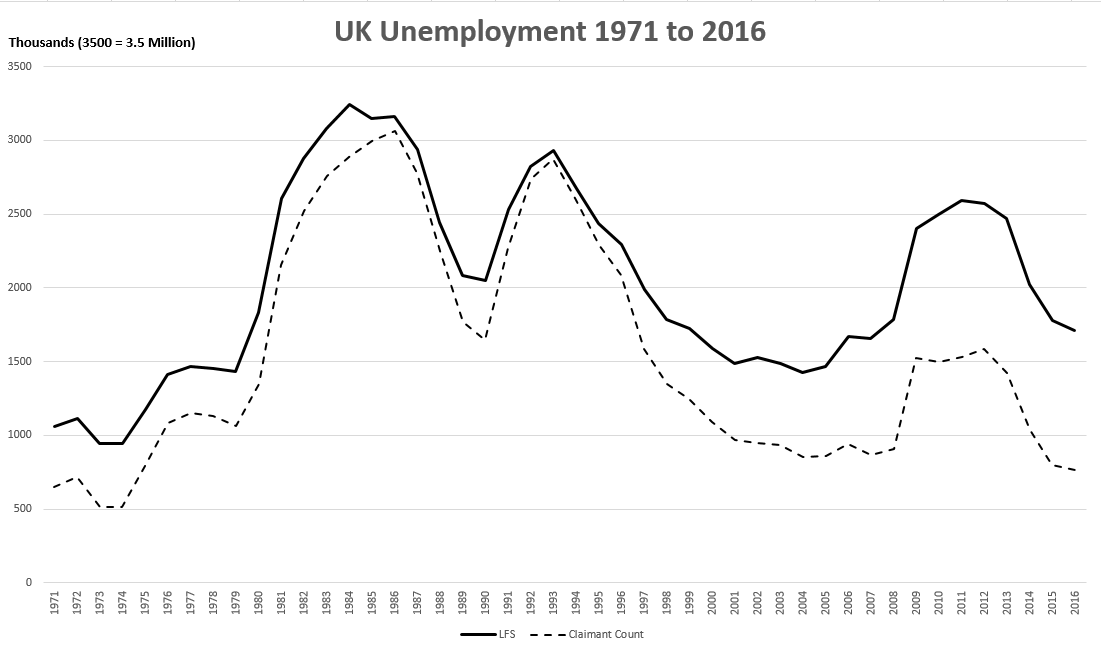 UK Unemployment 1971 to 2016
Thousands (3500 = 3.5 Million)
3500
3000
2500
2000
1500
1000
500
0
1971 1972 1973 1974 1975 1976 1977 1978 1979 1980 1981 1982 1983 1984 1985 1986 1987 1988 1989 1990 1991 1992 1993 1994 1995 1996 1997 1998 1999 2000 2001 2002 2003 2004 2005 2006 2007 2008 2009 2010 2011 2012 2013 2014 2015 2016
LFS Claimant Count